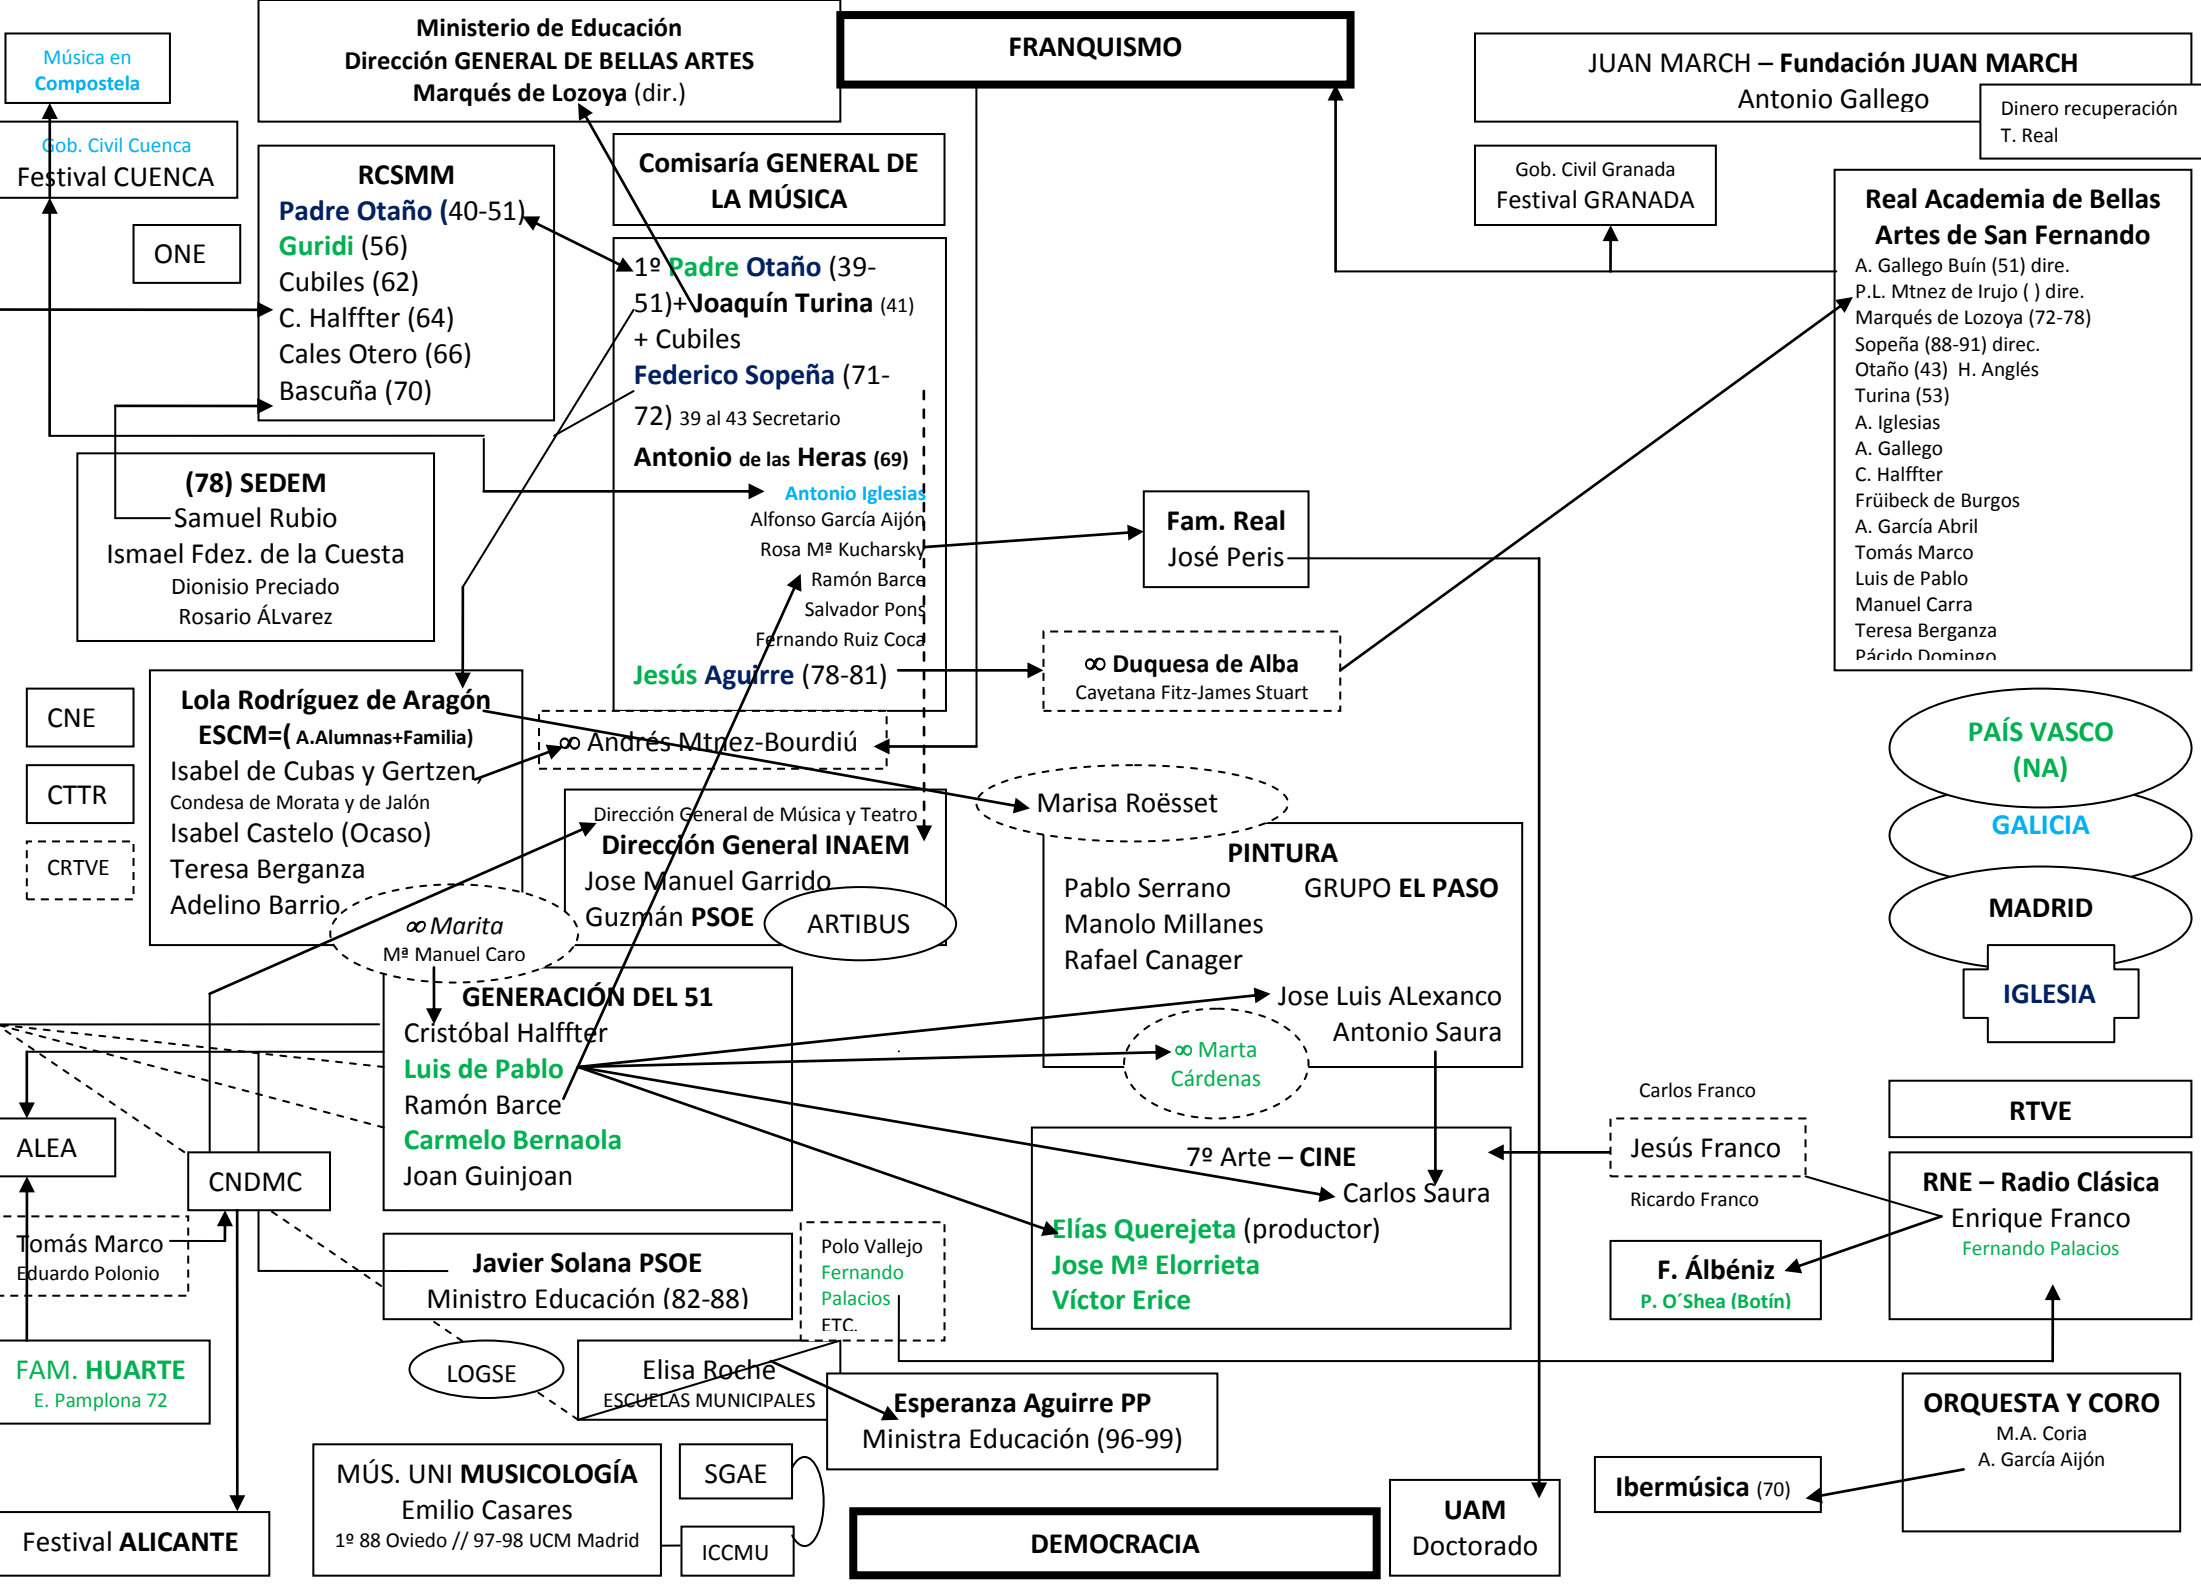 Música en
Compostela
Gob. Civil Cuenca
Festival CUENCA
ONE
Ministerio de Educación
Dirección GENERAL DE BELLAS ARTES
Marqués de Lozoya (dir.)
FRANQUISMO
JUAN MARCH – Fundación JUAN MARCH
Antonio Gallego
Dinero recuperación
T. Real
Gob. Civil Granada
Festival GRANADA
RCSMM
Padre Otaño (40-51)
Guridi (56)
Cubiles (62)
C. Halffter (64)
Cales Otero (66)
Bascuña (70)
Comisaría GENERAL DE
LA MÚSICA
1º Padre Otaño (39-
51)+Joaquín Turina (41)
+ Cubiles
Federico Sopeña (71-
72) 39 al 43 Secretario
Antonio de las Heras (69)
Antonio Iglesias
Alfonso García Aijón
Rosa Mª Kucharsky
Ramón Barce
Salvador Pons
Fernando Ruiz Coca
Jesús Aguirre (78-81)
Real Academia de Bellas
Artes de San Fernando
A. Gallego Buín (51) dire.
P.L. Mtnez de Irujo ( ) dire.
Marqués de Lozoya (72-78)
Sopeña (88-91) direc.
Otaño (43) H. Anglés
Turina (53)
A. Iglesias
A. Gallego
C. Halffter
Früibeck de Burgos
A. García Abril
Tomás Marco
Luis de Pablo
Manuel Carra
Teresa Berganza
Pácido Domingo
(78) SEDEM
Samuel Rubio
Ismael Fdez. de la Cuesta
Dionisio Preciado
Rosario ÁLvarez
Fam. Real
José Peris
∞ Duquesa de Alba
Cayetana Fitz-James Stuart
CNE
CTTR
CRTVE
Lola Rodríguez de Aragón
ESCM=( A.Alumnas+Familia)
Isabel de Cubas y Gertzen,
Condesa de Morata y de Jalón
Isabel Castelo (Ocaso)
Teresa Berganza
Adelino Barrio
∞ Andrés Mtnez-Bourdiú
Dirección General de Música y Teatro
Dirección General INAEM
Jose Manuel Garrido
Guzmán PSOE
ARTIBUS
∞ Marita
Mª Manuel Caro
Marisa Roësset
PINTURA
Pablo Serrano GRUPO EL PASO
Manolo Millanes
Rafael Canager
Jose Luis ALexanco
Antonio Saura
∞ Marta
Cárdenas
PAÍS VASCO
(NA)
GALICIA
MADRID
IGLESIA
GENERACIÓN DEL 51
Cristóbal Halffter
Luis de Pablo
Ramón Barce
Carmelo Bernaola
Joan Guinjoan
ALEA
CNDMC
Tomás Marco
Eduardo Polonio
FAM. HUARTE
E. Pamplona 72
Festival ALICANTE
Javier Solana PSOE
Ministro Educación (82-88)
LOGSE
Polo Vallejo
Fernando
Palacios
ETC.
Elisa Roche
ESCUELAS MUNICIPALES
Esperanza Aguirre PP
Ministra Educación (96-99)
7º Arte – CINE
Carlos Saura
Elías Querejeta (productor)
Jose Mª Elorrieta
Víctor Erice
Carlos Franco
Jesús Franco
Ricardo Franco
RTVE
RNE – Radio Clásica
Enrique Franco
Fernando Palacios
F. Álbéniz
P. O´Shea (Botín)
ORQUESTA Y CORO
M.A. Coria
A. García Aijón
Ibermúsica (70)
MÚS. UNI MUSICOLOGÍA
Emilio Casares
1º 88 Oviedo // 97-98 UCM Madrid
SGAE
ICCMU
DEMOCRACIA
UAM
Doctorado